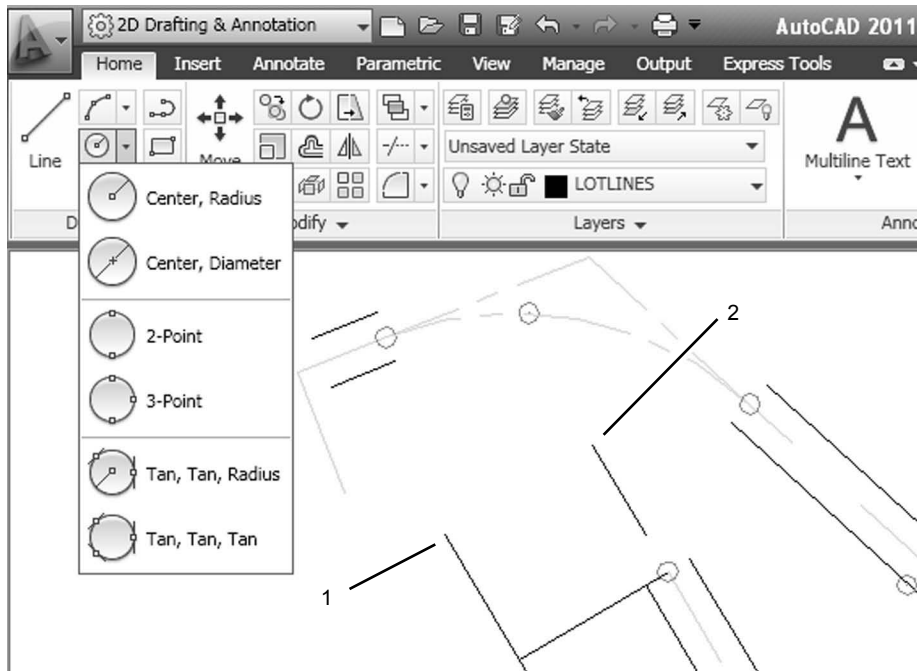 2D Drafting & Annotation
AutoCAD 2011
Home Insert Annotate Parametric View Manage Output Express Tools
Line
Move
Unsaved Layer State
LOTLINES
Multiline Text
Layers
Center, Radius
Center, Diameter
2-Point
3-Point
Tan, Tan, Radius
Tan, Tan, Tan
2
1